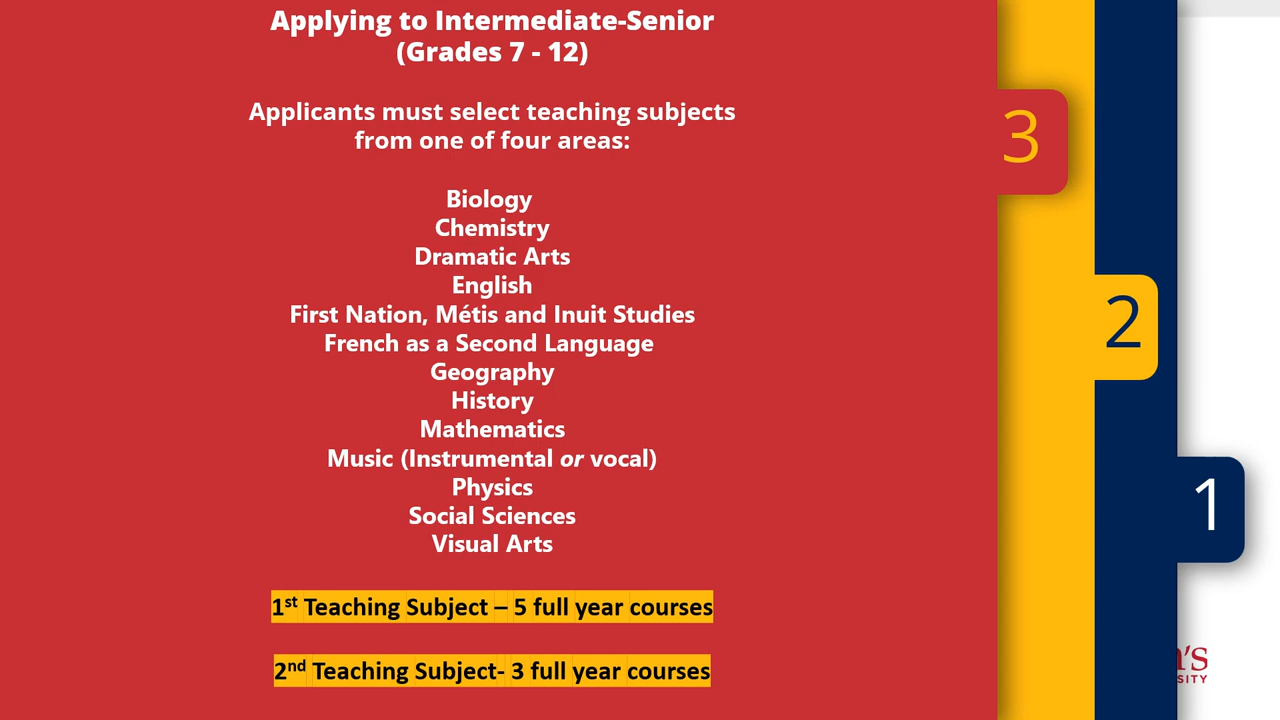 Applying to Intermediate-Senior
(Grades 7 - 12)
Applicants must select teaching subjects
from one of four areas:
Biology
Chemistry
Dramatic Arts
English
First Nation, Métis and Inuit Studies
French as a Second Language
Geography
History
Mathematics
Music (Instrumental or vocal)
Physics
Social Sciences
Visual Arts
1st Teaching Subject – 5 full year courses
2nd Teaching Subject- 3 full year courses
3
2
1